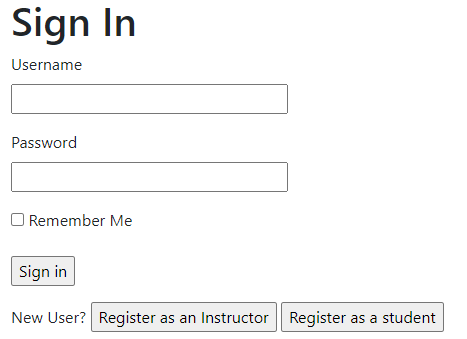 Sign In
Username
Password
Remember Me
Sign in
New User? Register as an Instructor Register as a student